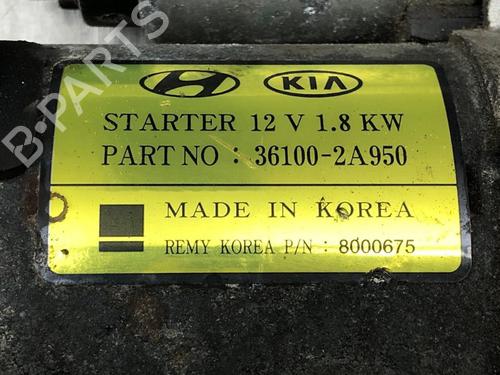 KIA
STARTER 12 V 1.8 KW
PART NO : 36100-2A950
MADE IN KOREA
REMY KOREA P/N : 8000675
B-PARTS